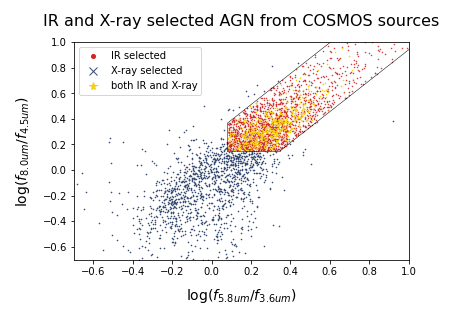 IR and X-ray selected AGN from COSMOS sources
1.0
0.8
0.6
0.4
0.2
0.0
−0.2
−0.4
−0.6
log(f8.0um/f4.5um)
IR selected
X-ray selected
both IR and X-ray
−0.6 −0.4 −0.2 0.0 0.2 0.4 0.6 0.8 1.0
log(f5.8um/f3.6um)